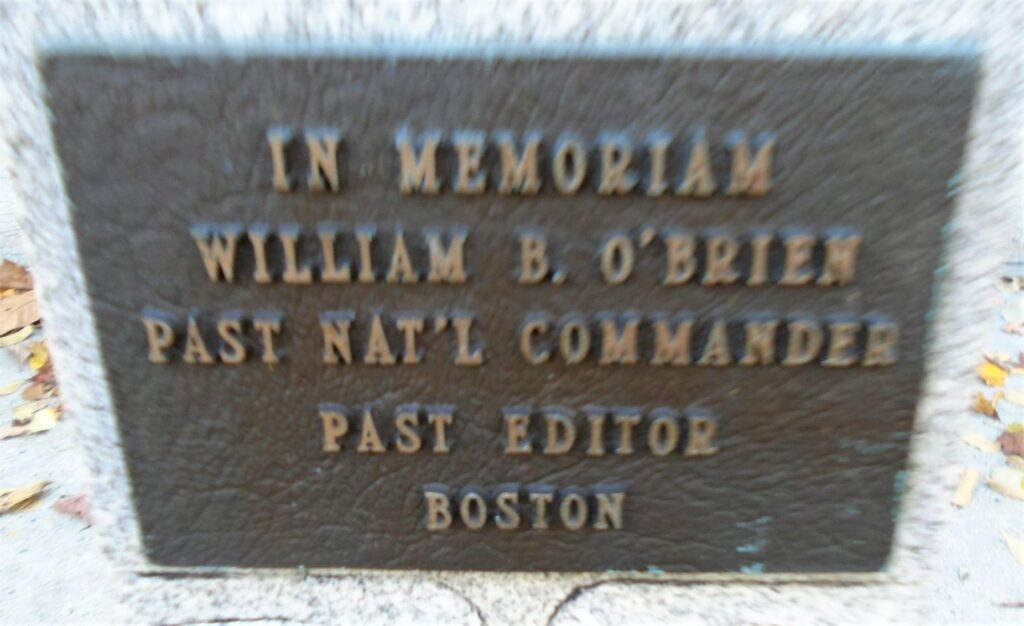 IN MEMORIAM
WILLIAM B. O'BRIEN
PAST NAT'L COMMANDER
PAST EDITOR
BOSTON